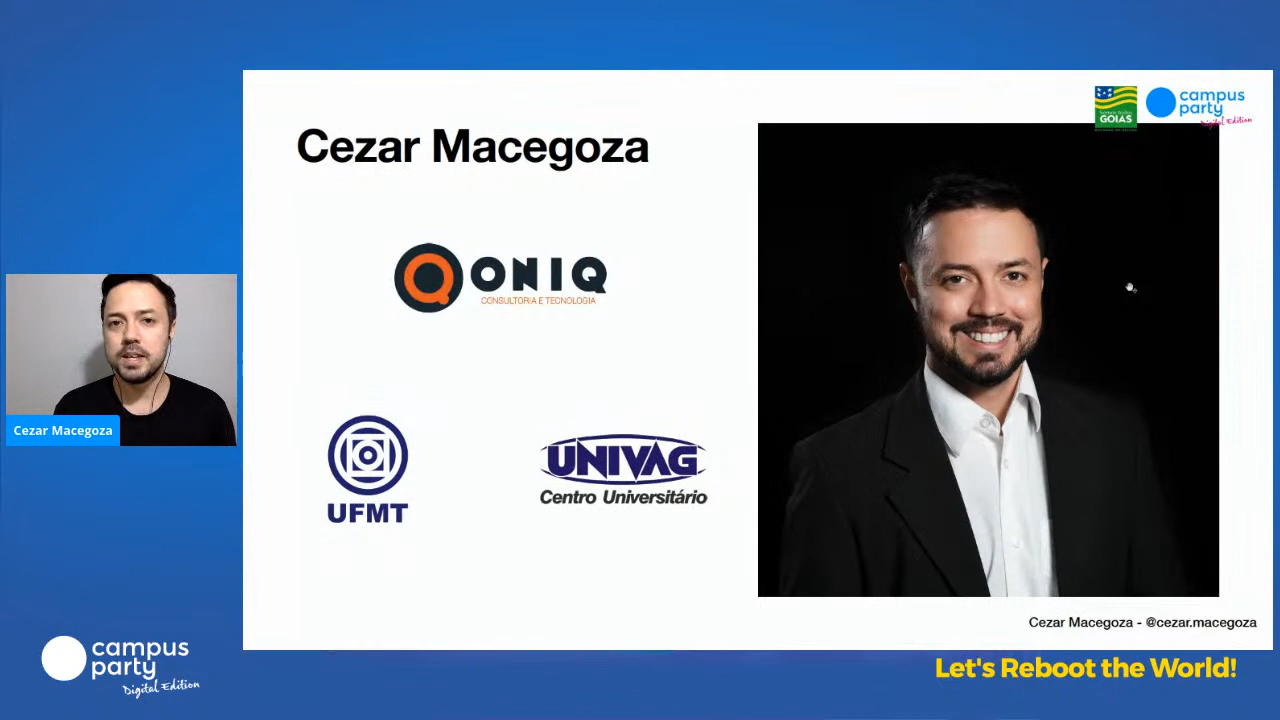 GOIÁS
campus
party
Digital Edition
Cezar Macegoza
ONIQ
CONSULTORIA E TECNOLOGIA
UNIVAG
Centro Universitário
UFMT
Cezar Macegoza
Cezar Macegoza - @cezar.macegoza
campus
party
Digital Edition
Let's Reboot the World!